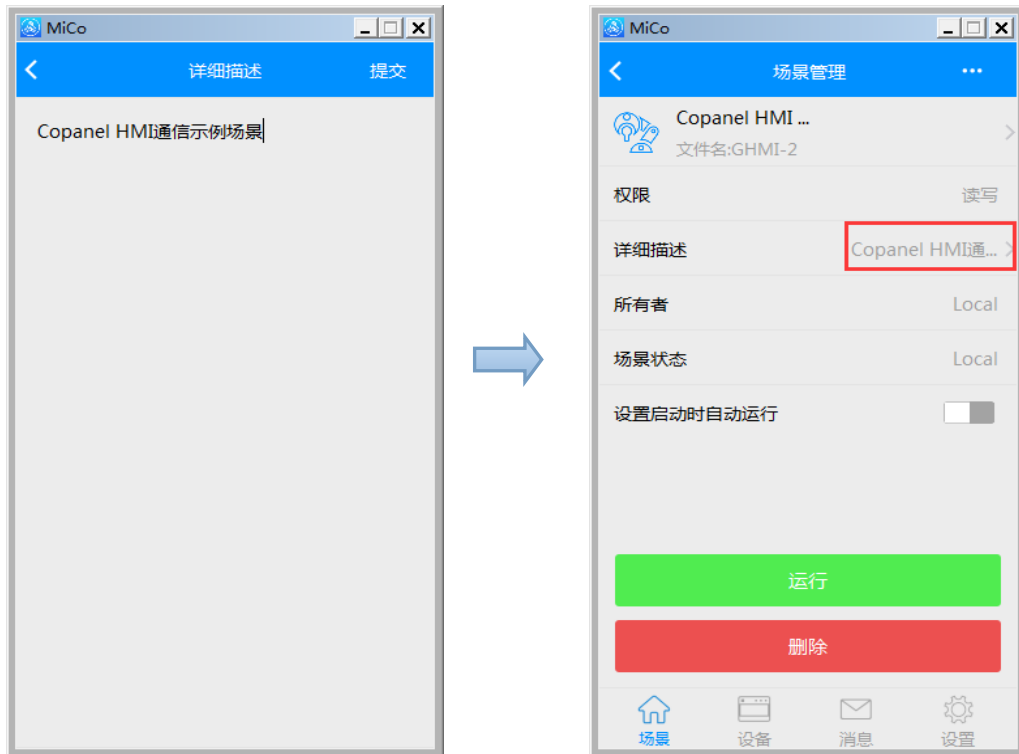 MiCo
详细描述
提交
Copanel HMI通信示例场景
MiCo
场景管理
Copanel HMI ...
文件名:GHMI-2
权限
读写
详细描述
Copanel HMI通...
所有者
Local
场景状态
Local
设置启动时自动运行
运行
删除
场景
设备
消息
设置